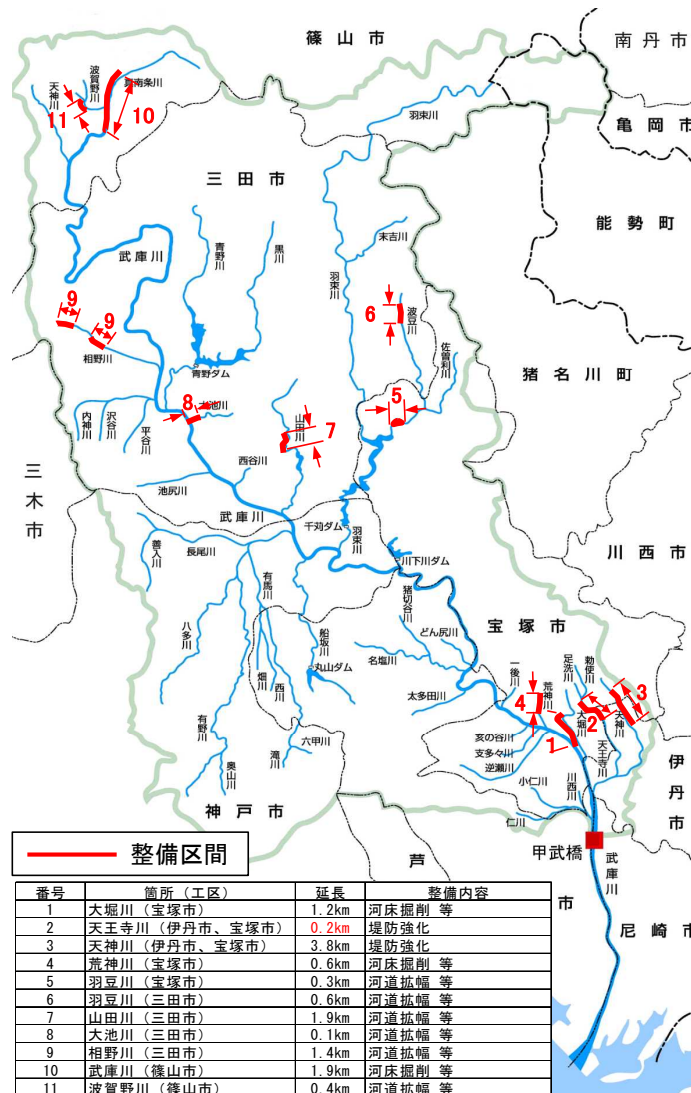 篠山市
南丹市
亀岡市
能勢町
猪名川町
川西市
三田市
三木市
宝塚市
伊丹市
神戸市
芦
市
尼崎市
天神川
波賀野川
真南条川
11
10
羽束川
武庫川
青野川
黒川
末吉川
羽束川
6
波豆川
佐曽利川
9
9
相野川
青野ダム
8
大池川
5
山田川
7
内神川
沢谷川
平谷川
西谷川
池尻川
武庫川
千苅ダム
羽束川
川下川ダム
善入川
長尾川
有馬川
猪切谷川
どん尻川
八多川
船坂川
名塩川
丸山ダム
畑川
西川
太多田川
一後川
荒神川
足洗川
勅使川
4
3
大堀川
2
天神川
1
亥の谷川
支多々川
逆瀬川
天王寺川
有野川
六甲川
滝川
奥山川
小仁川
川西川
仁川
甲武橋
武庫川
整備区間
番号 箇所（工区） 延長 整備内容
1 大堀川（宝塚市） 1.2km 河床掘削 等
2 天王寺川（伊丹市、宝塚市） 0.2km 堤防強化
3 天神川（伊丹市、宝塚市） 3.8km 堤防強化
4 荒神川（宝塚市） 0.6km 河床掘削 等
5 羽豆川（宝塚市） 0.3km 河道拡幅 等
6 羽豆川（三田市） 0.6km 河道拡幅 等
7 山田川（三田市） 1.9km 河道拡幅 等
8 大池川（三田市） 0.1km 河道拡幅 等
9 相野川（三田市） 1.4km 河道拡幅 等
10 武庫川（篠山市） 1.9km 河床掘削 等
11 波賀野川（篠山市） 0.4km 河道拡幅 等